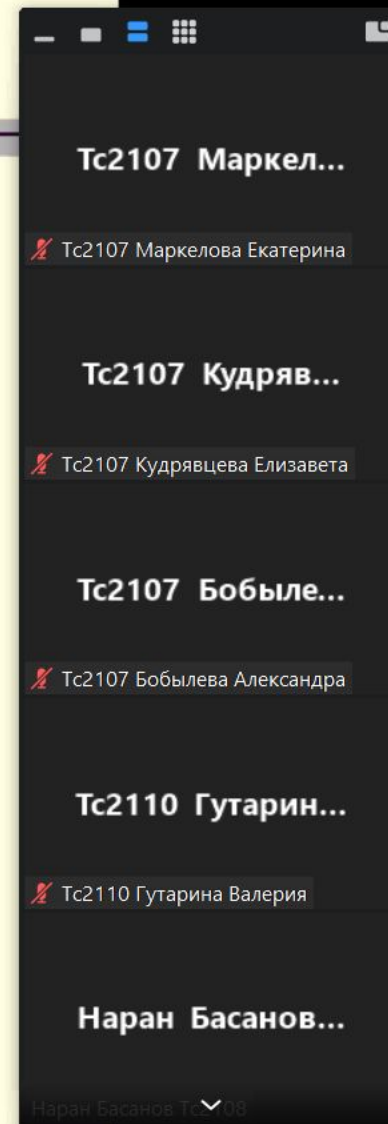 Тс2107 Маркел...
Тс2107 Маркелова Екатерина
Тс2107 Кудряв...
Тс2107 Кудрявцева Елизавета
Тс2107 Бобыле...
Тс2107 Бобылева Александра
Тс2110 Гутарин...
Тс2110 Гутарина Валерия
Наран Басанов...
Наран Басанов Тс2108